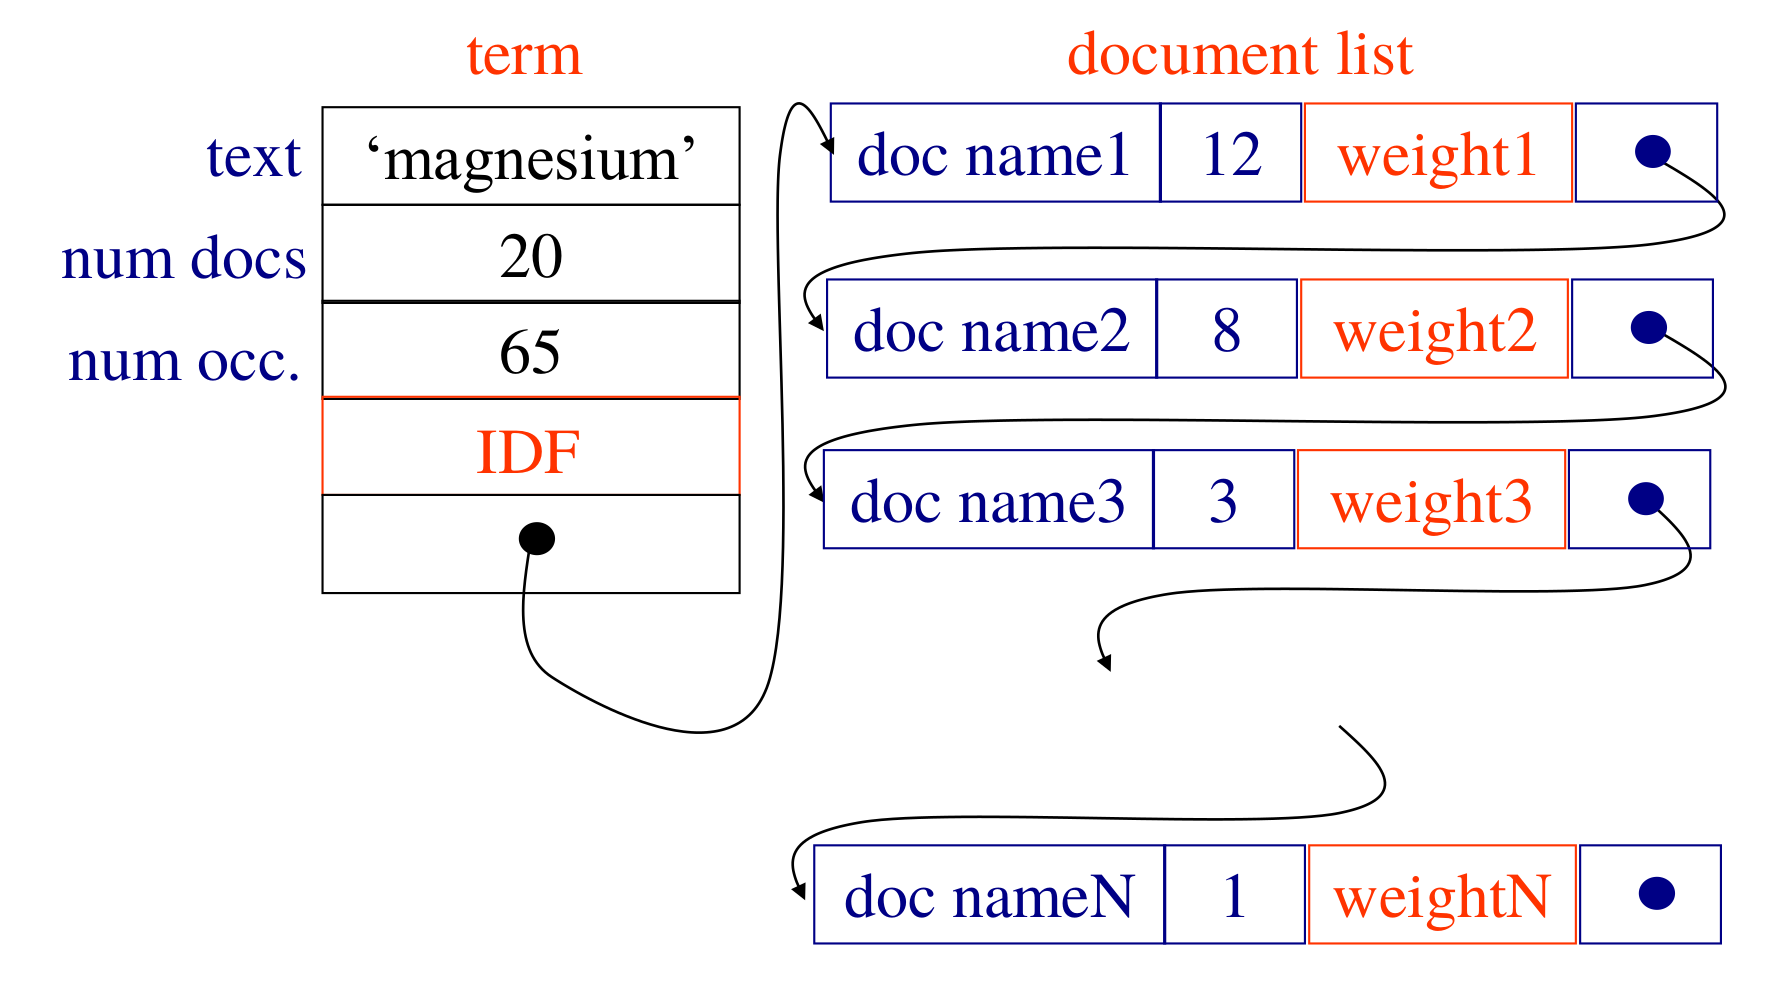 term
document list
text ‘magnesium’
num docs 20
num occ. 65
IDF
doc name1 12 weight1
doc name2 8 weight2
doc name3 3 weight3
doc nameN 1 weightN